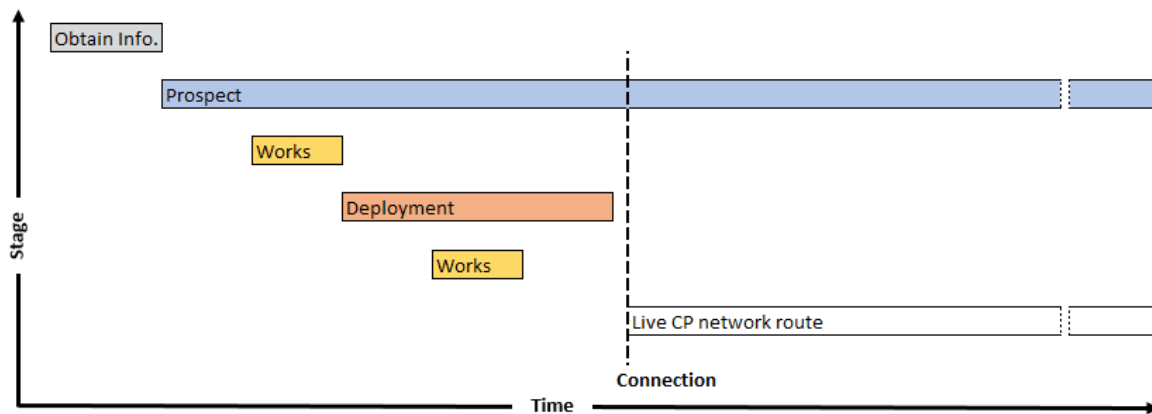 Obtain Info.
Prospect
Works
Deployment
Works
Stage
Live CP network route
Connection
Time